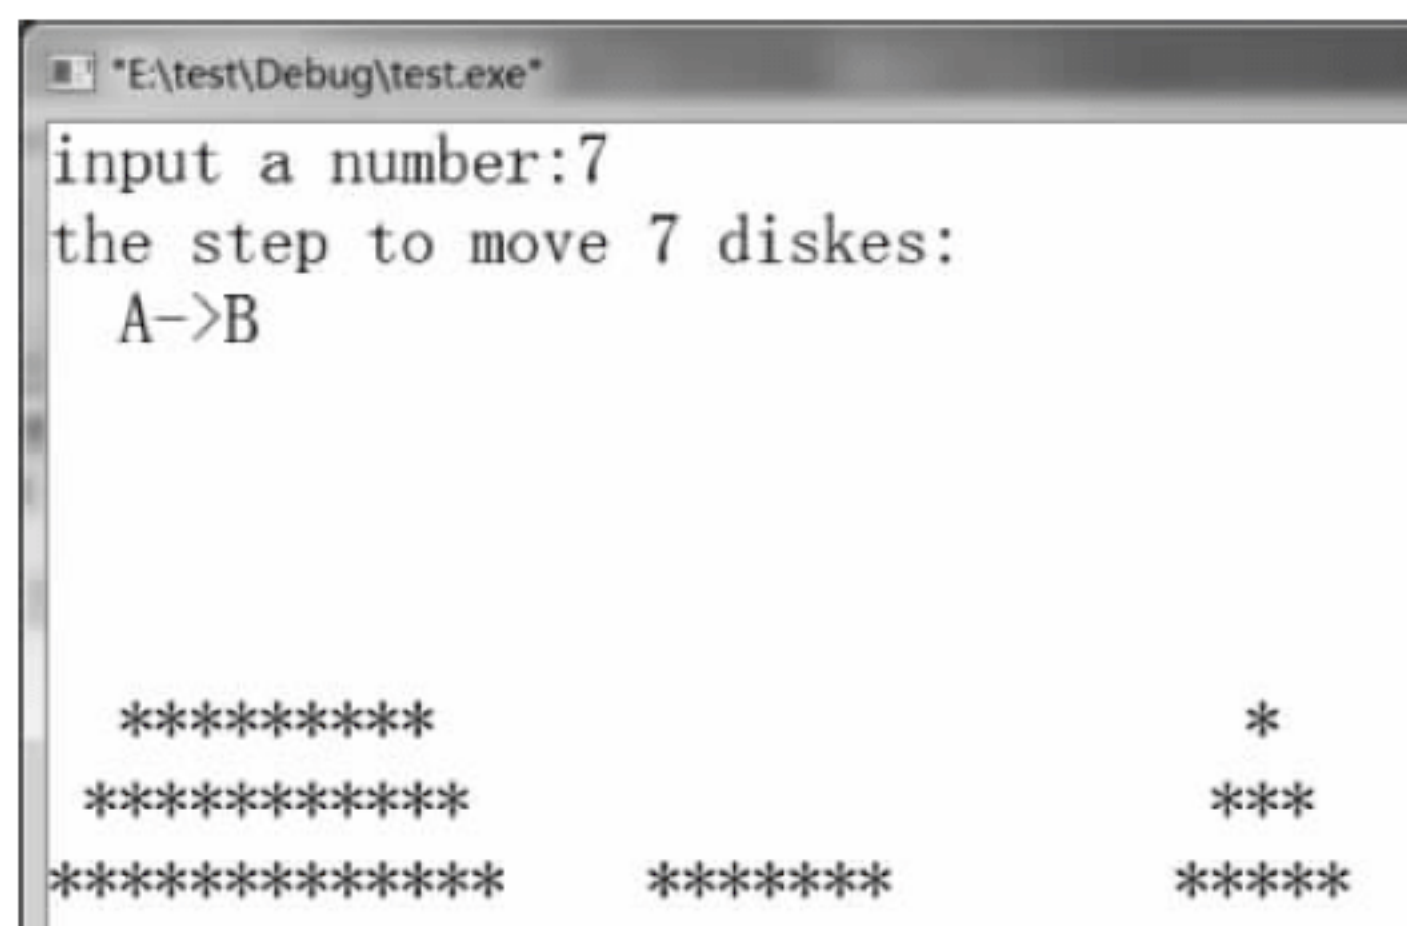 "E:\test\Debug\test.exe"
input a number:7
the step to move 7 diskes:
A->B
********* *
*********** ***
************* ******* *****